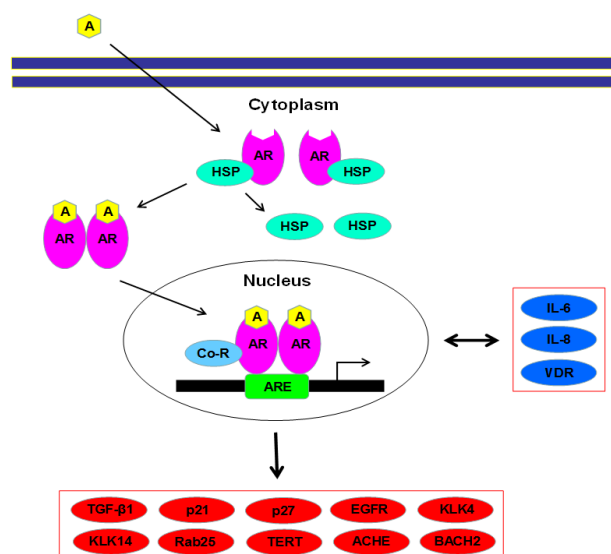 A
Cytoplasm
AR AR
HSP HSP
A A
AR AR
HSP HSP
Nucleus
A A
AR AR
Co-R
ARE
IL-6
IL-8
VDR
TGF-β1 p21 p27 EGFR KLK4
KLK14 Rab25 TERT ACHE BACH2